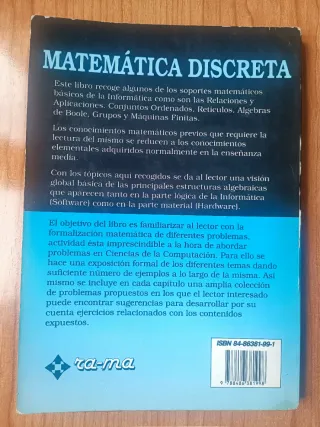 MATEMÁTICA DISCRETA
Este libro recoge algunos de los soportes matemáticos
básicos de la Informática como son las Relaciones y
Aplicaciones, Conjuntos Ordenados, Retículos, Algebras
de Boole, Grupos y Máquinas Finitas.
Los conocimientos matemáticos previos que requiere la
lectura del mismo se reducen a los conocimientos
elementales adquiridos normalmente en la enseñanza
media.
Con los tópicos aquí recogidos se da al lector una visión
global básica de las principales estructuras algebraicas
que aparecen tanto en la parte lógica de la Informática
(Software) como en la parte material (Hardware).
El objetivo del libro es familiarizar al lector con la
formalización matemática de diferentes problemas,
actividad ésta imprescindible a la hora de abordar
problemas en Ciencias de la Computación. Para ello se
hace una exposición formal de los diferentes temas dando
suficiente número de ejemplos a lo largo de la misma. Así
mismo se incluye en cada capítulo una amplia colección
de problemas propuestos en los que el lector interesado
puede encontrar sugerencias para desarrollar por su
cuenta ejercicios relacionados con los contenidos
expuestos.
ISBN 84-86381-99-1
ra-ma
9 788486 381998